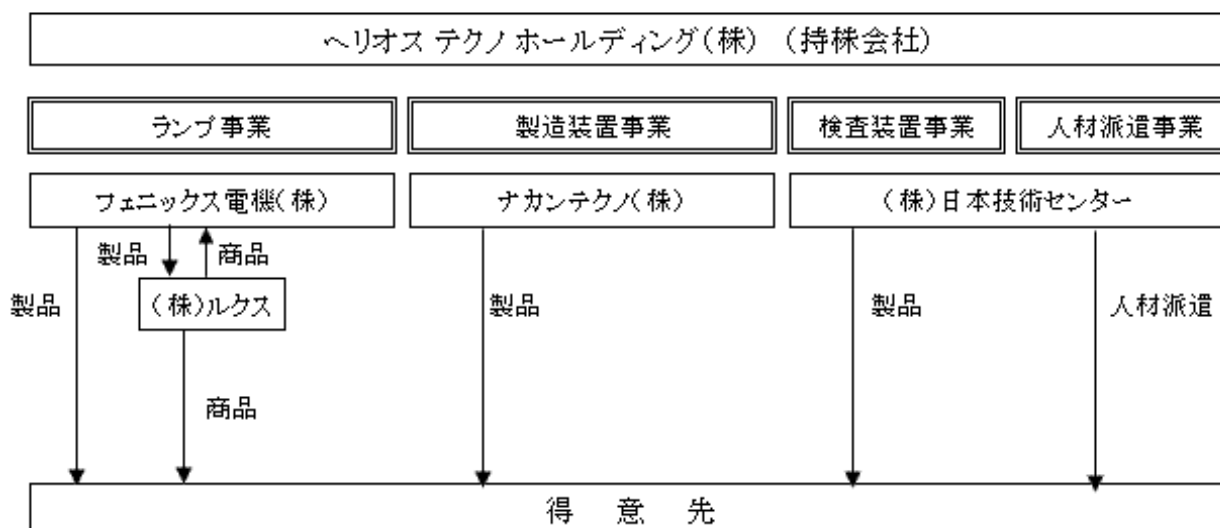 ヘリオス テクノ ホールディング(株) (持株会社)
ランプ事業 製造装置事業 検査装置事業 人材派遣事業
フェニックス電機(株) ナカンテクノ(株) (株)日本技術センター
製品 商品
製品 (株)ルクス 製品 製品 人材派遣
商品
得意先